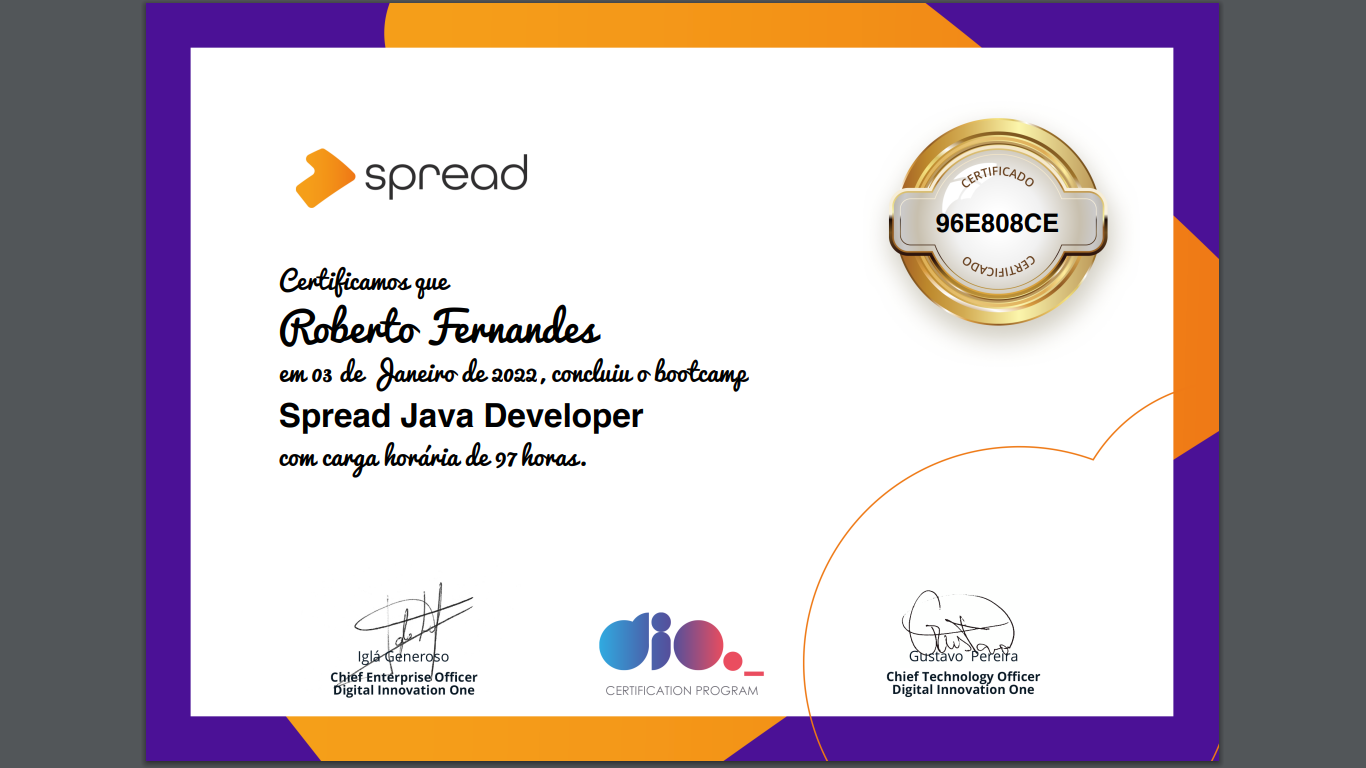 spread
CERTIFICADO
96E808CE
CERTIFICADO
Certificamos que
Roberto Fernandes
em 03 de Janeiro de 2022, concluiu o bootcamp
Spread Java Developer
com carga horária de 97 horas.
Iglá Generoso
Chief Enterprise Officer
Digital Innovation One
dio._
CERTIFICATION PROGRAM
Gustavo
Gustavo Pereira
Chief Technology Officer
Digital Innovation One